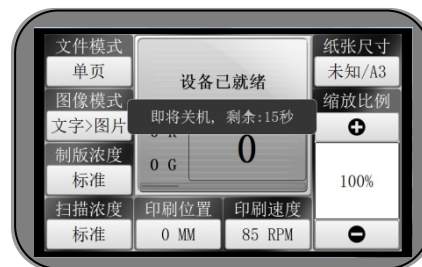 文件模式
单页
图像模式
文字>图片
制版浓度
标准
扫描浓度
标准
设备已就绪
即将关机，剩余:15秒
0 G
0
印刷位置
0 MM
印刷速度
85 RPM
纸张尺寸
未知/A3
缩放比例
100%